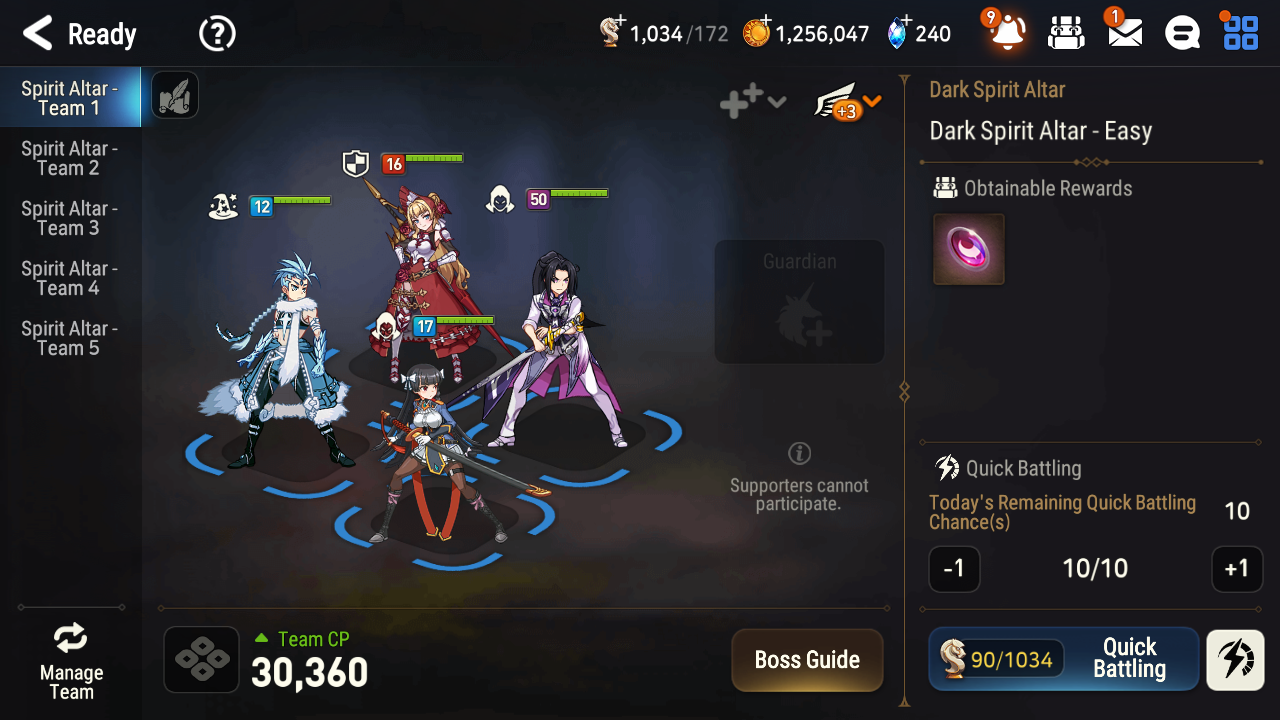 Ready
?
1,034/172
1,256,047
240
9
1
Spirit Altar -
Team 1
Spirit Altar -
Team 2
Spirit Altar -
Team 3
Spirit Altar -
Team 4
Spirit Altar -
Team 5
+3
16
12
50
17
Guardian
Supporters cannot
participate.
Dark Spirit Altar
Dark Spirit Altar - Easy
Obtainable Rewards
Quick Battling
Today's Remaining Quick Battling
Chance(s)
10
-1
10/10
+1
Manage
Team
Team CP
30,360
Boss Guide
90/1034
Quick
Battling